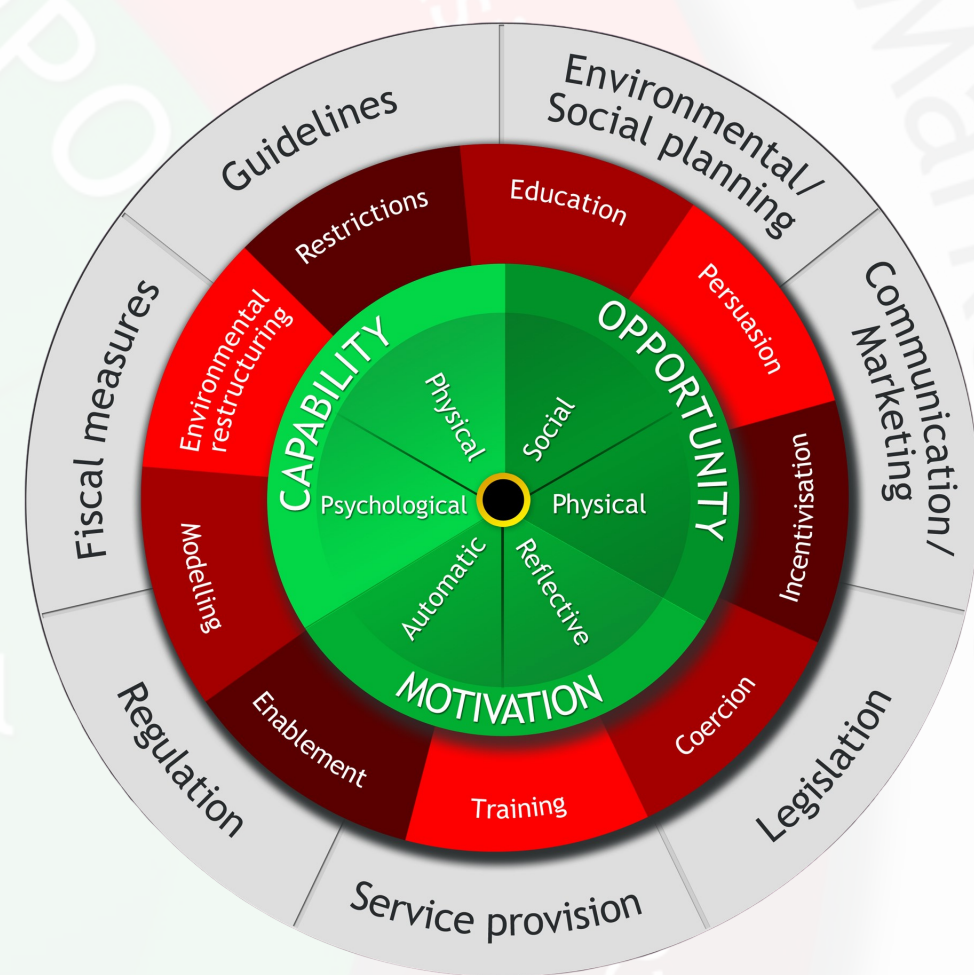 Guidelines
Environmental/
Social planning
Communication/
Marketing
Legislation
Service provision
Regulation
Fiscal measures
Restrictions
Education
Persuasion
Incentivisation
Coercion
Training
Enablement
Modelling
Environmental
restructuring
CAPABILITY
OPPORTUNITY
MOTIVATION
Physical
Social
Physical
Reflective
Automatic
Psychological